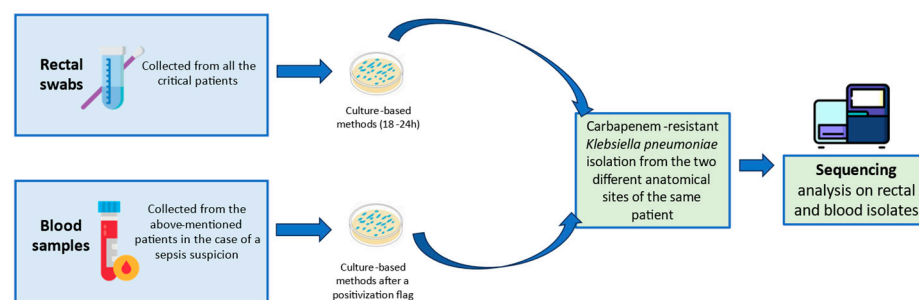 Rectal
swabs
Collected from all the
critical patients
Culture-based
methods (18-24h)
Blood
samples
Collected from the
above-mentioned
patients in the case of a
sepsis suspicion
Culture-based
methods after a
positivization flag
Carbapenem-resistant
Klebsiella pneumoniae
isolation from the two
different anatomical
sites of the same
patient
Sequencing
analysis on rectal
and blood isolates